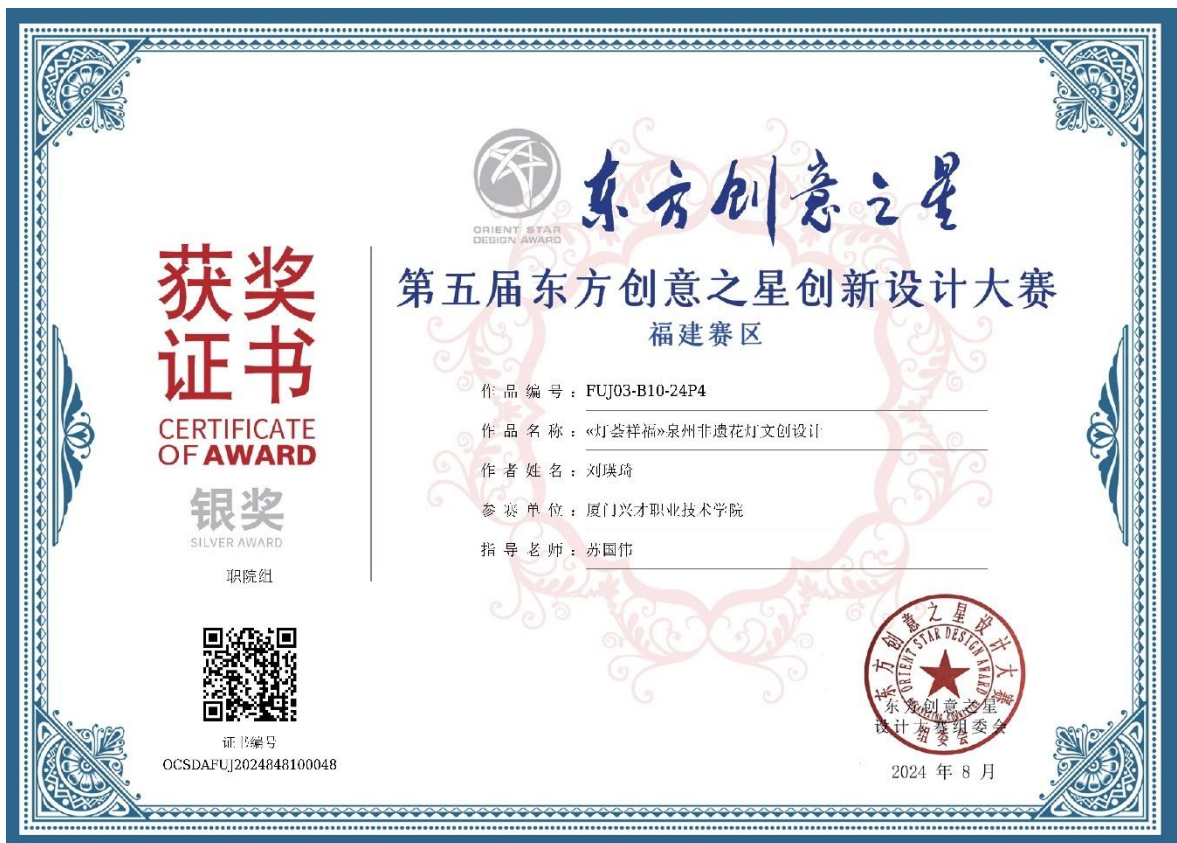 ORIENT STAR
DESIGN AWARD
东方创意之星
第五届东方创意之星创新设计大赛
福建赛区
获奖
证书
CERTIFICATE
OF AWARD
银奖
SILVER AWARD
职院组
作品编号：FUJ03-B10-24P4
作品名称：«灯荟祥福»泉州非遗花灯文创设计
作者姓名：刘瑛琦
参赛单位：厦门兴才职业技术学院
指导老师：苏国伟
证书编号
OCSDAFUJ2024848100048
东方创意之星设计大赛
ORIENT STAR DESIGN AWARD
组委会
东方创意之星
设计大赛组委会
2024 年 8 月